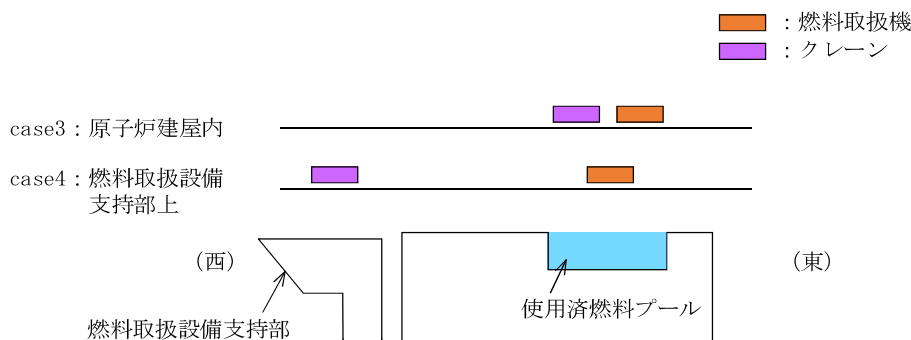 ：燃料取扱機
：クレーン
case3：原子炉建屋内
case4：燃料取扱設備
支持部上
(西)
(東)
使用済燃料プール
燃料取扱設備支持部